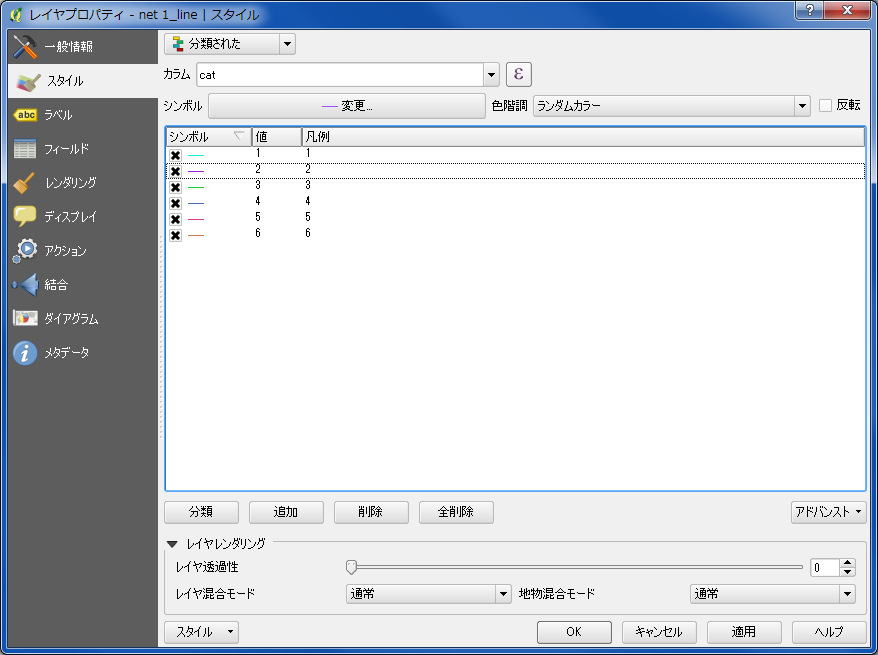 レイヤプロパティ - net 1_line | スタイル
一般情報
スタイル
abc ラベル
フィールド
レンダリング
ディスプレイ
アクション
結合
ダイアグラム
メタデータ
分類された
カラム cat ε
シンボル 変更... 色階調 ランダムカラー 反転
シンボル 値 凡例
1 1
2 2
3 3
4 4
5 5
6 6
分類 追加 削除 全削除 アドバンスト
レイヤレンダリング
レイヤ透過性 0
レイヤ混合モード 通常 地物混合モード 通常
スタイル OK キャンセル 適用 ヘルプ